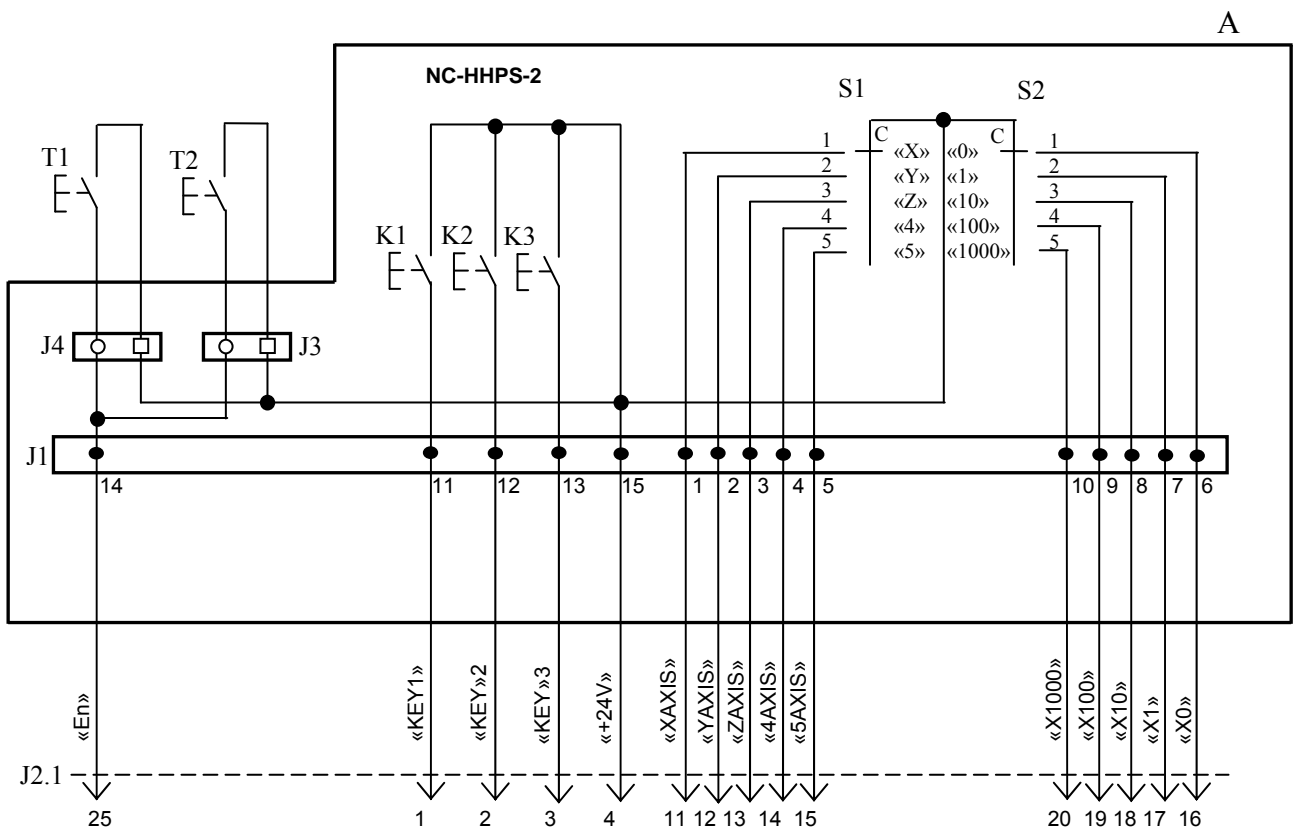 A
NC-HHPS-2
S1 S2
T1 T2
1 C «X» «0» C 1
2 «Y» «1» 2
3 «Z» «10» 3
4 «4» «100» 4
5 «5» «1000» 5
K1 K2 K3
J4 J3
J1
14 11 12 13 15 1 2 3 4 5 10 9 8 7 6
«En»
«KEY1»
«KEY»2
«KEY»3
«+24V»
«XAXIS»
«YAXIS»
«ZAXIS»
«4AXIS»
«5AXIS»
«X1000»
«X100»
«X10»
«X1»
«X0»
J2.1
25 1 2 3 4 11 12 13 14 15 20 19 18 17 16